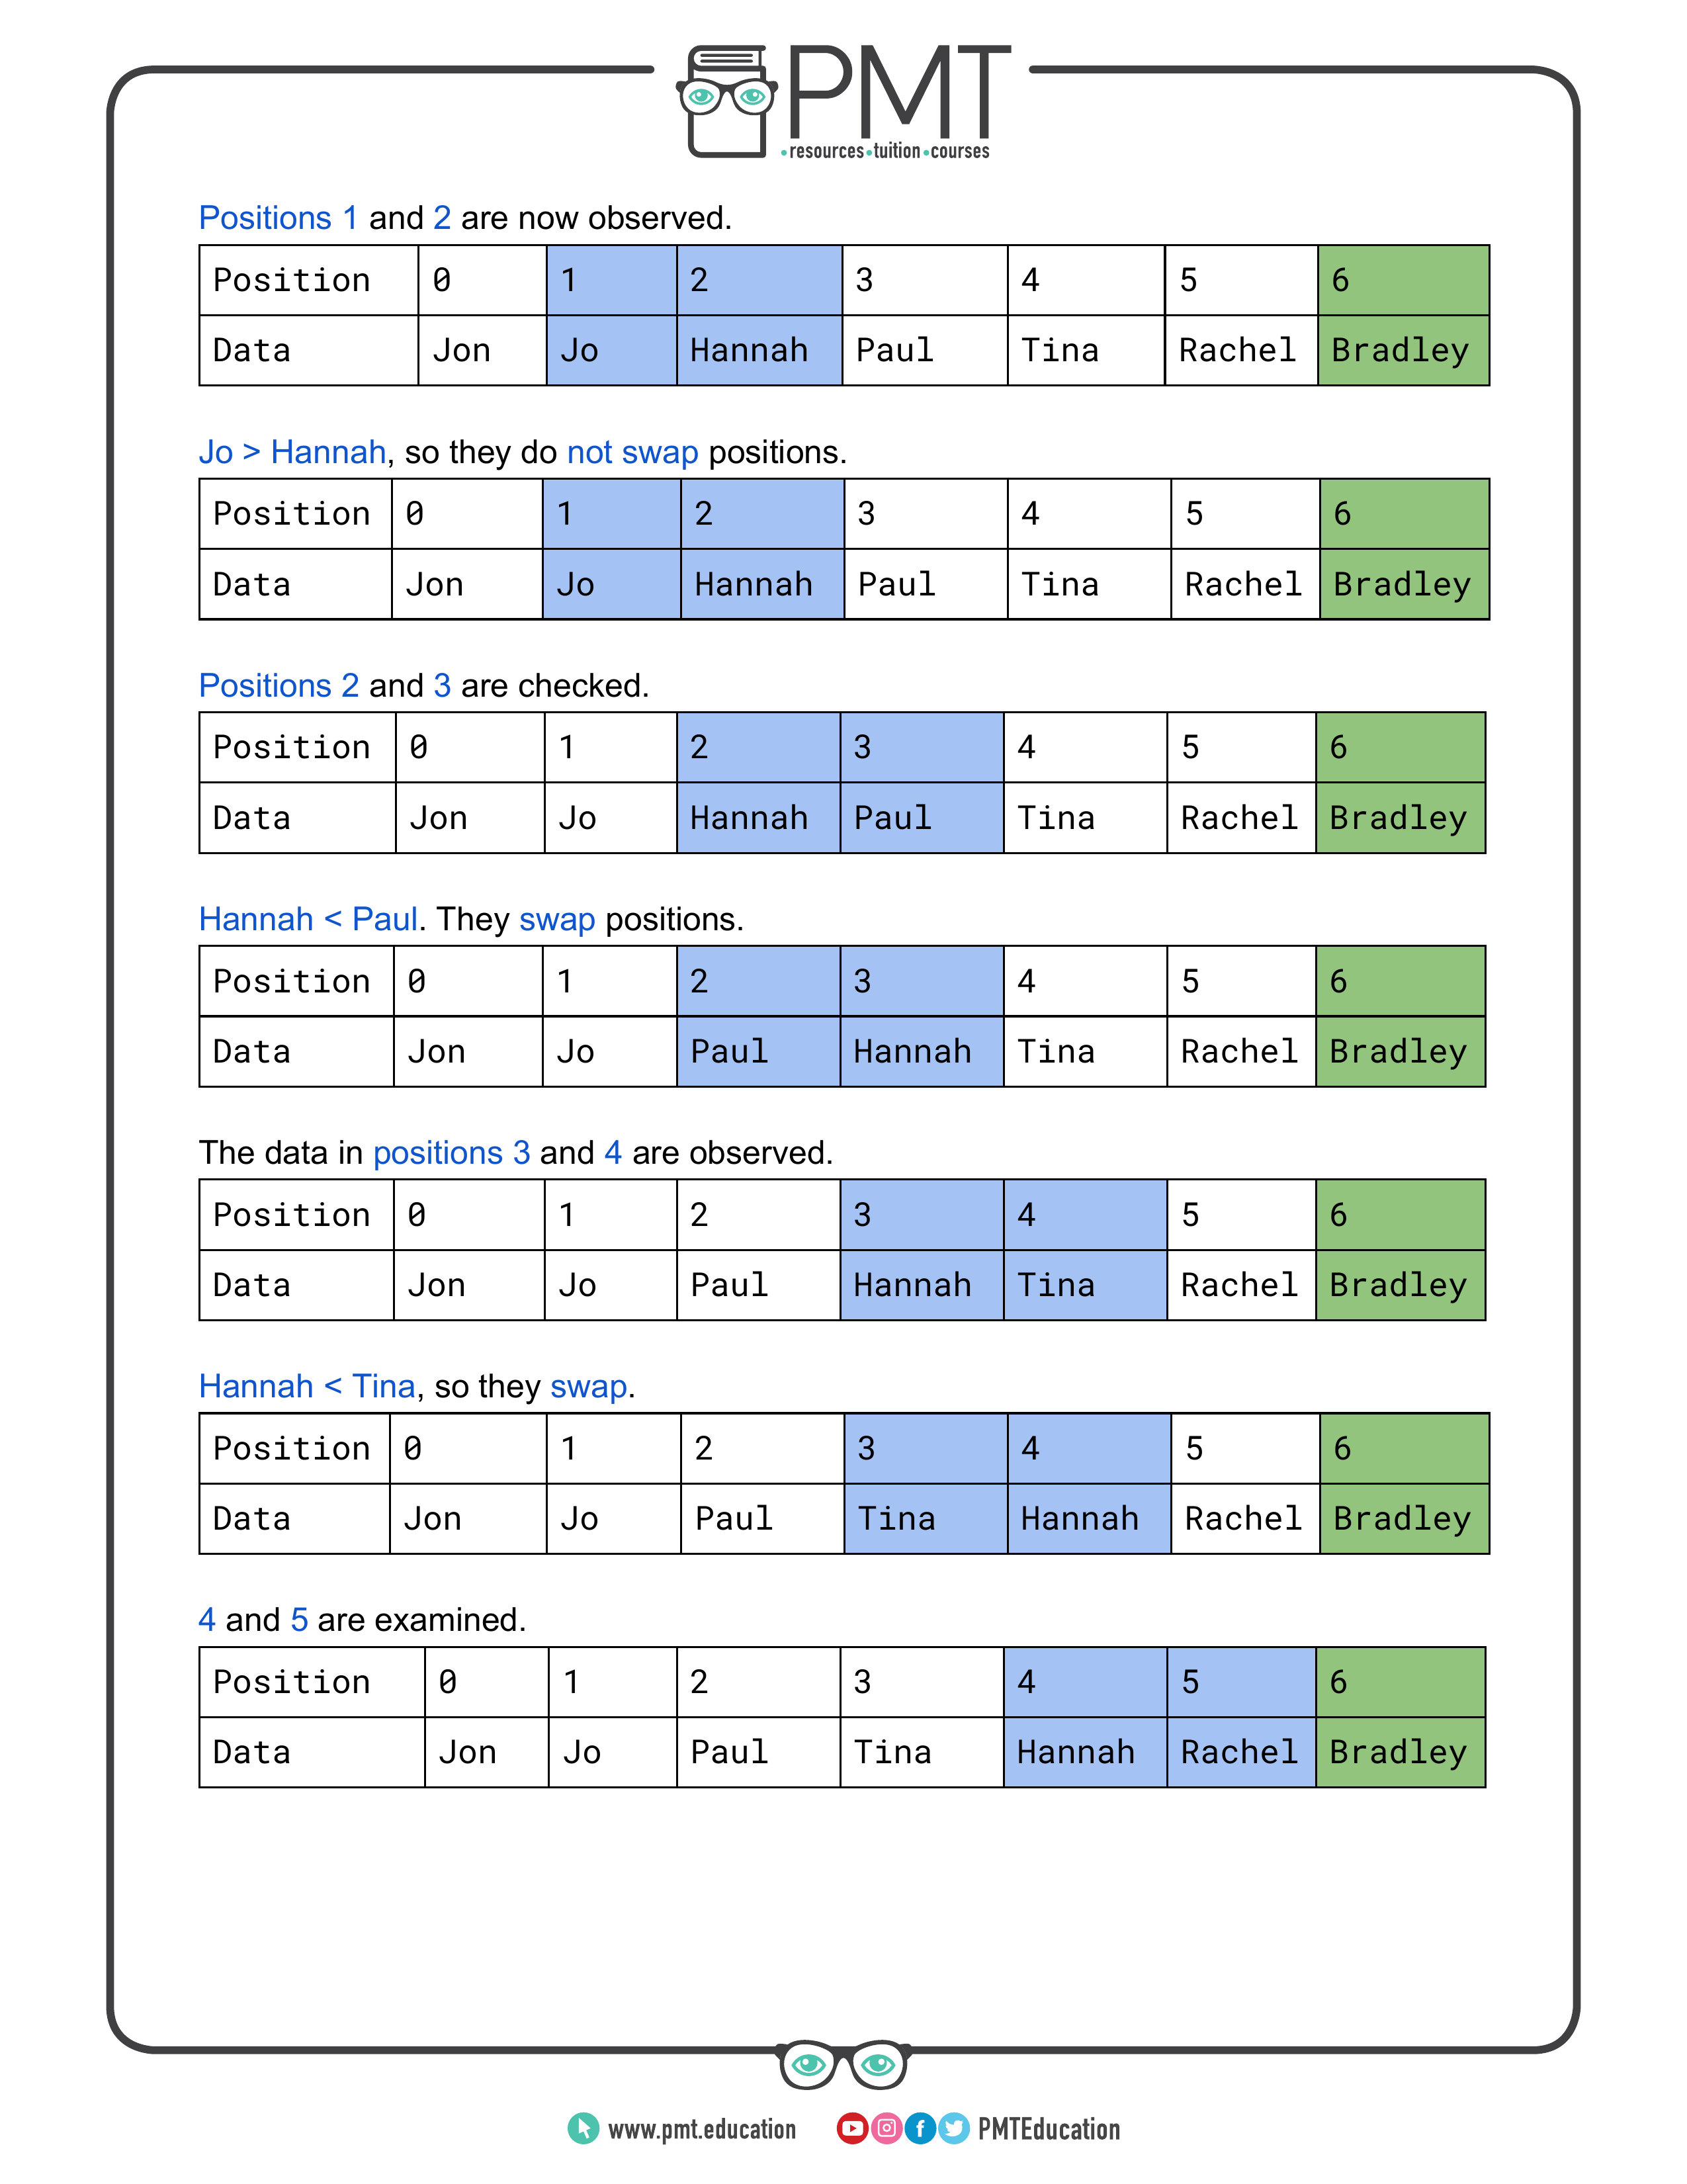 PMT
•resources•tuition•courses
Positions 1 and 2 are now observed.
Position 0 1 2 3 4 5 6
Data Jon Jo Hannah Paul Tina Rachel Bradley
Jo > Hannah, so they do not swap positions.
Position 0 1 2 3 4 5 6
Data Jon Jo Hannah Paul Tina Rachel Bradley
Positions 2 and 3 are checked.
Position 0 1 2 3 4 5 6
Data Jon Jo Hannah Paul Tina Rachel Bradley
Hannah < Paul. They swap positions.
Position 0 1 2 3 4 5 6
Data Jon Jo Paul Hannah Tina Rachel Bradley
The data in positions 3 and 4 are observed.
Position 0 1 2 3 4 5 6
Data Jon Jo Paul Hannah Tina Rachel Bradley
Hannah < Tina, so they swap.
Position 0 1 2 3 4 5 6
Data Jon Jo Paul Tina Hannah Rachel Bradley
4 and 5 are examined.
Position 0 1 2 3 4 5 6
Data Jon Jo Paul Tina Hannah Rachel Bradley
www.pmt.education PMTEducation